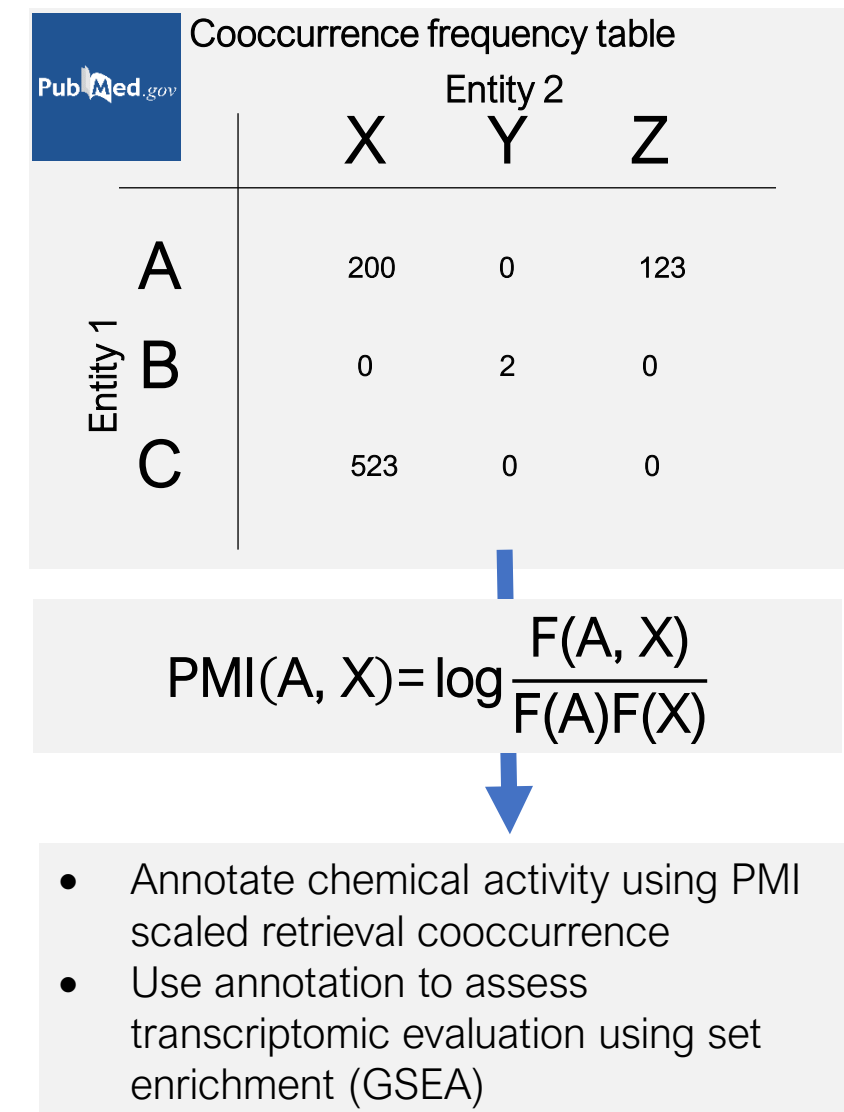 PubMed.gov
Cooccurrence frequency table
Entity 2
X Y Z
Entity 1
A 200 0 123
B 0 2 0
C 523 0 0
PMI(A, X)= log F(A, X)
F(A)F(X)
• Annotate chemical activity using PMI
scaled retrieval cooccurrence
• Use annotation to assess
transcriptomic evaluation using set
enrichment (GSEA)